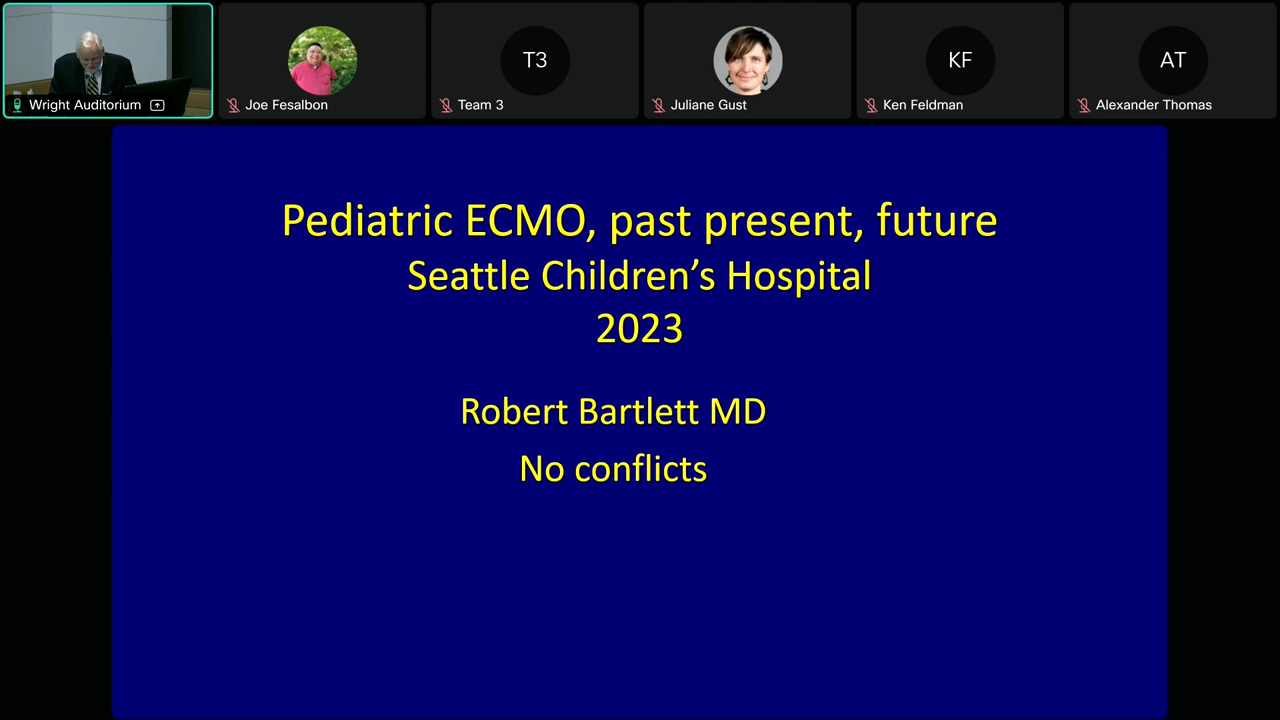 Wright Auditorium
Joe Fesalbon
T3
Team 3
Juliane Gust
KF
Ken Feldman
AT
Alexander Thomas
Pediatric ECMO, past present, future
Seattle Children's Hospital
2023
Robert Bartlett MD
No conflicts